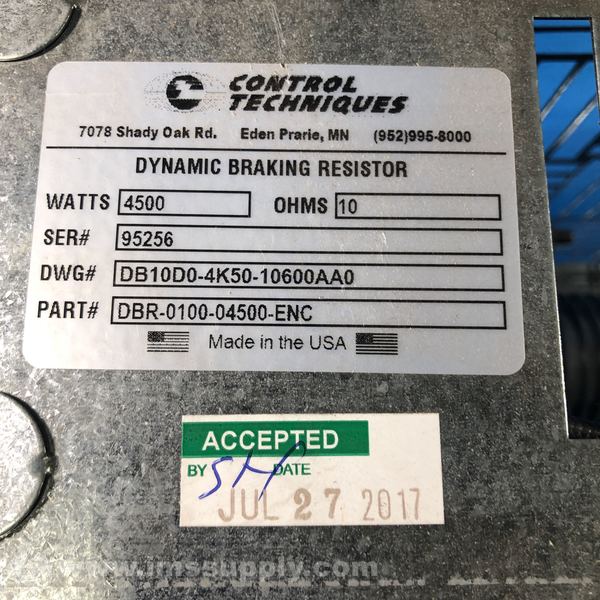 CONTROL
TECHNIQUES
7078 Shady Oak Rd. Eden Prarie, MN (952)995-8000
DYNAMIC BRAKING RESISTOR
WATTS 4500 OHMS 10
SER# 95256
DWG# DB10D0-4K50-10600AA0
PART# DBR-0100-04500-ENC
Made in the USA
ACCEPTED
BY DATE
JUL 27 2017
www.imssupply.com